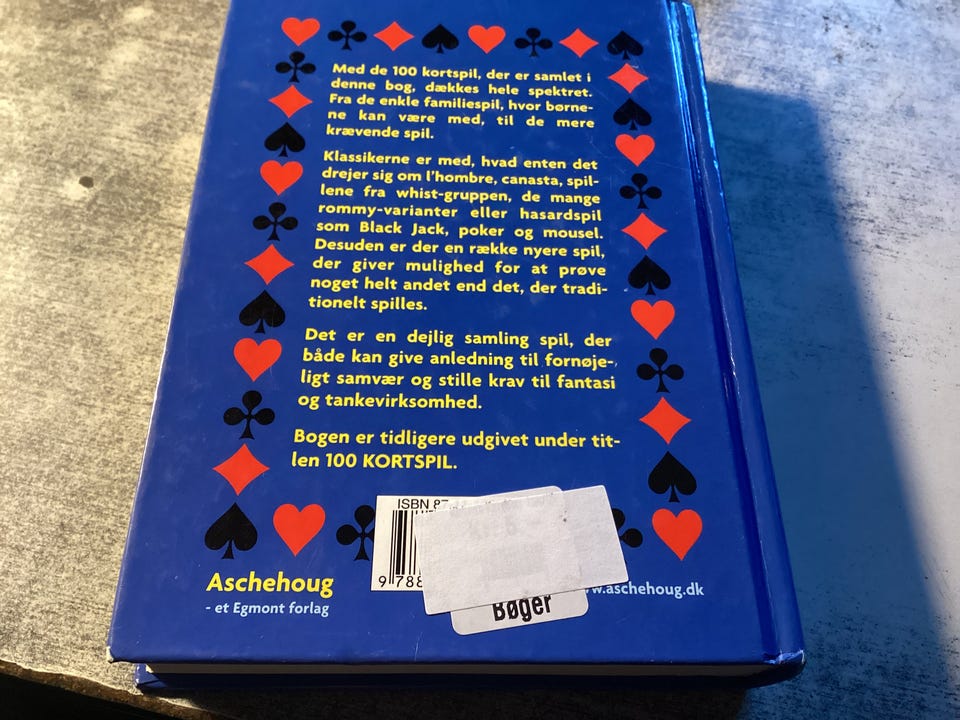 Med de 100 kortspil, der er samlet i
denne bog, dækkes hele spektret.
Fra de enkle familiespil, hvor børne-
ne kan være med, til de mere
krævende spil.
Klassikerne er med, hvad enten det
drejer sig om l'hombre, canasta, spil-
lene fra whist-gruppen, de mange
rommy-varianter eller hasardspil
som Black Jack, poker og mousel.
Desuden er der en række nyere spil,
der giver mulighed for at prøve
noget helt andet end det, der tradi-
tionelt spilles.
Det er en dejlig samling spil, der
både kan give anledning til fornøje-
ligt samvær og stille krav til fantasi
og tankevirksomhed.
Bogen er tidligere udgivet under tit-
len 100 KORTSPIL.
ISBN 87
9 788
Bøger
Aschehoug
- et Egmont forlag
w.aschehoug.dk